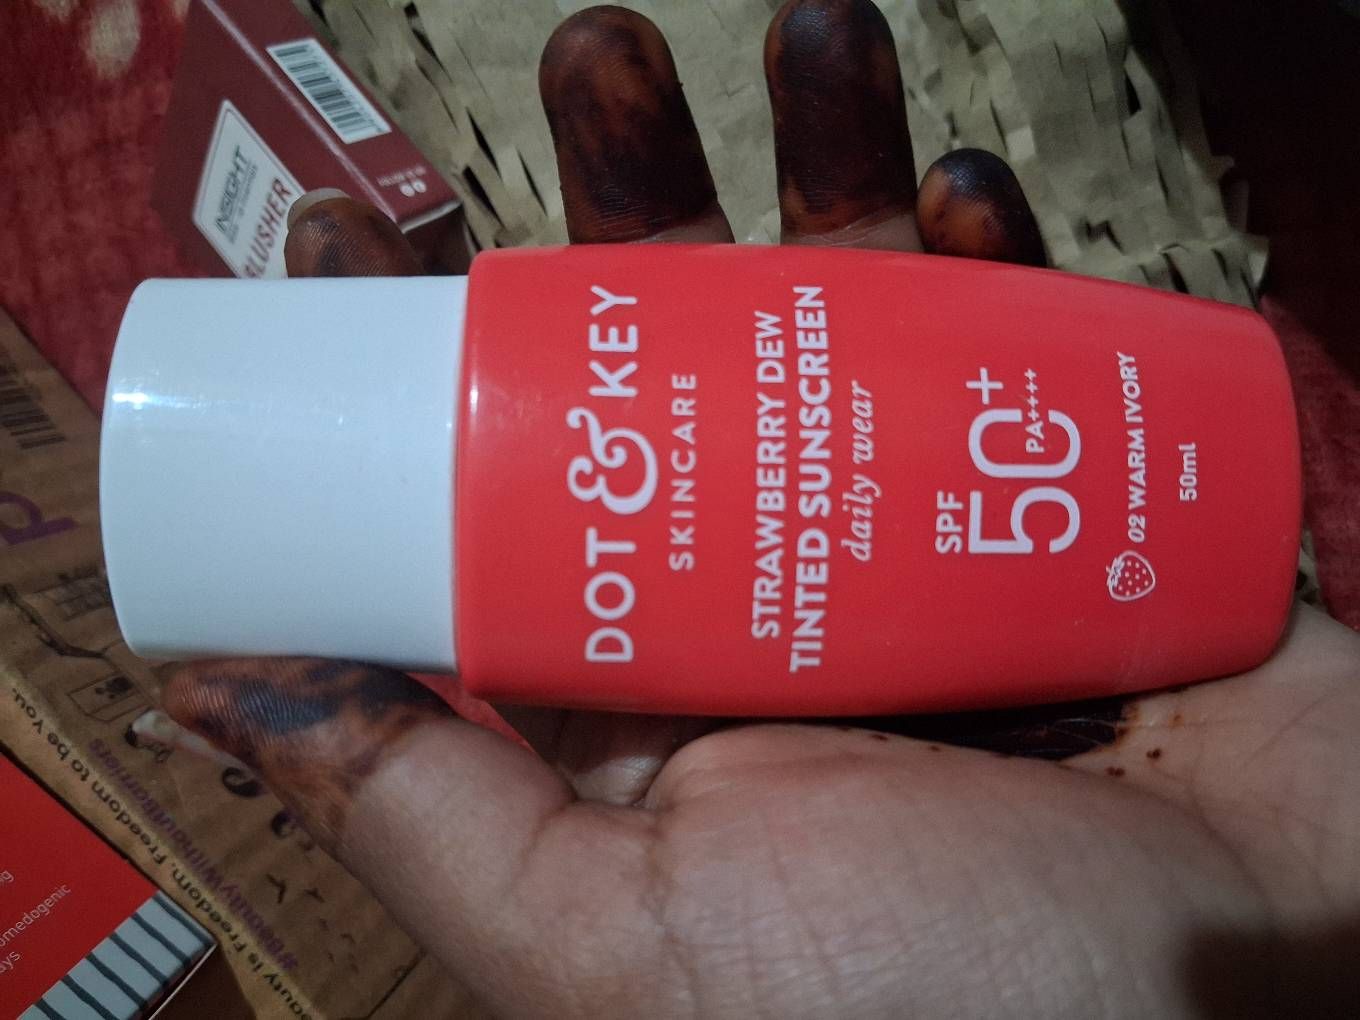 DOT & KEY
SKINCARE
STRAWBERRY DEW
TINTED SUNSCREEN
daily wear
SPF
50+
PA++++
02 WARM IVORY
50ml
INSIGHT
BLUSHER
Beauty is Freedom. Freedom to be You.
#BeautyWithoutBarriers